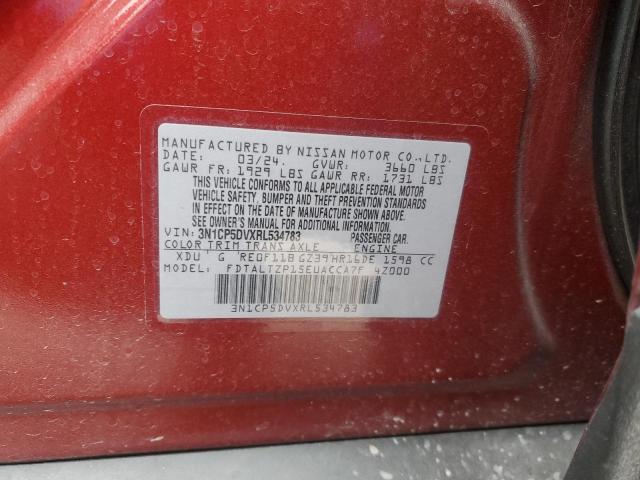 MANUFACTURED BY NISSAN MOTOR CO.,LTD.
DATE: 03/24. GVWR: 3660 LBS
GAWR FR: 1929 LBS GAWR RR: 1731 LBS
THIS VEHICLE CONFORMS TO ALL APPLICABLE FEDERAL MOTOR
VEHICLE SAFETY, BUMPER AND THEFT PREVENTION STANDARDS
IN EFFECT ON THE DATE OF MANUFACTURE SHOWN ABOVE.
SEE OWNER'S MANUAL FOR ADDITIONAL INFORMATION
VIN: 3N1CP5DVXRL534783 PASSENGER CAR.
COLOR TRIM TRANS AXLE ENGINE
XDU G RE0F11B GZ39 HR16DE 1598 CC
MODEL: FDTALTZP15EUACCA7F 4Z000
3N1CP5DVXRL534783